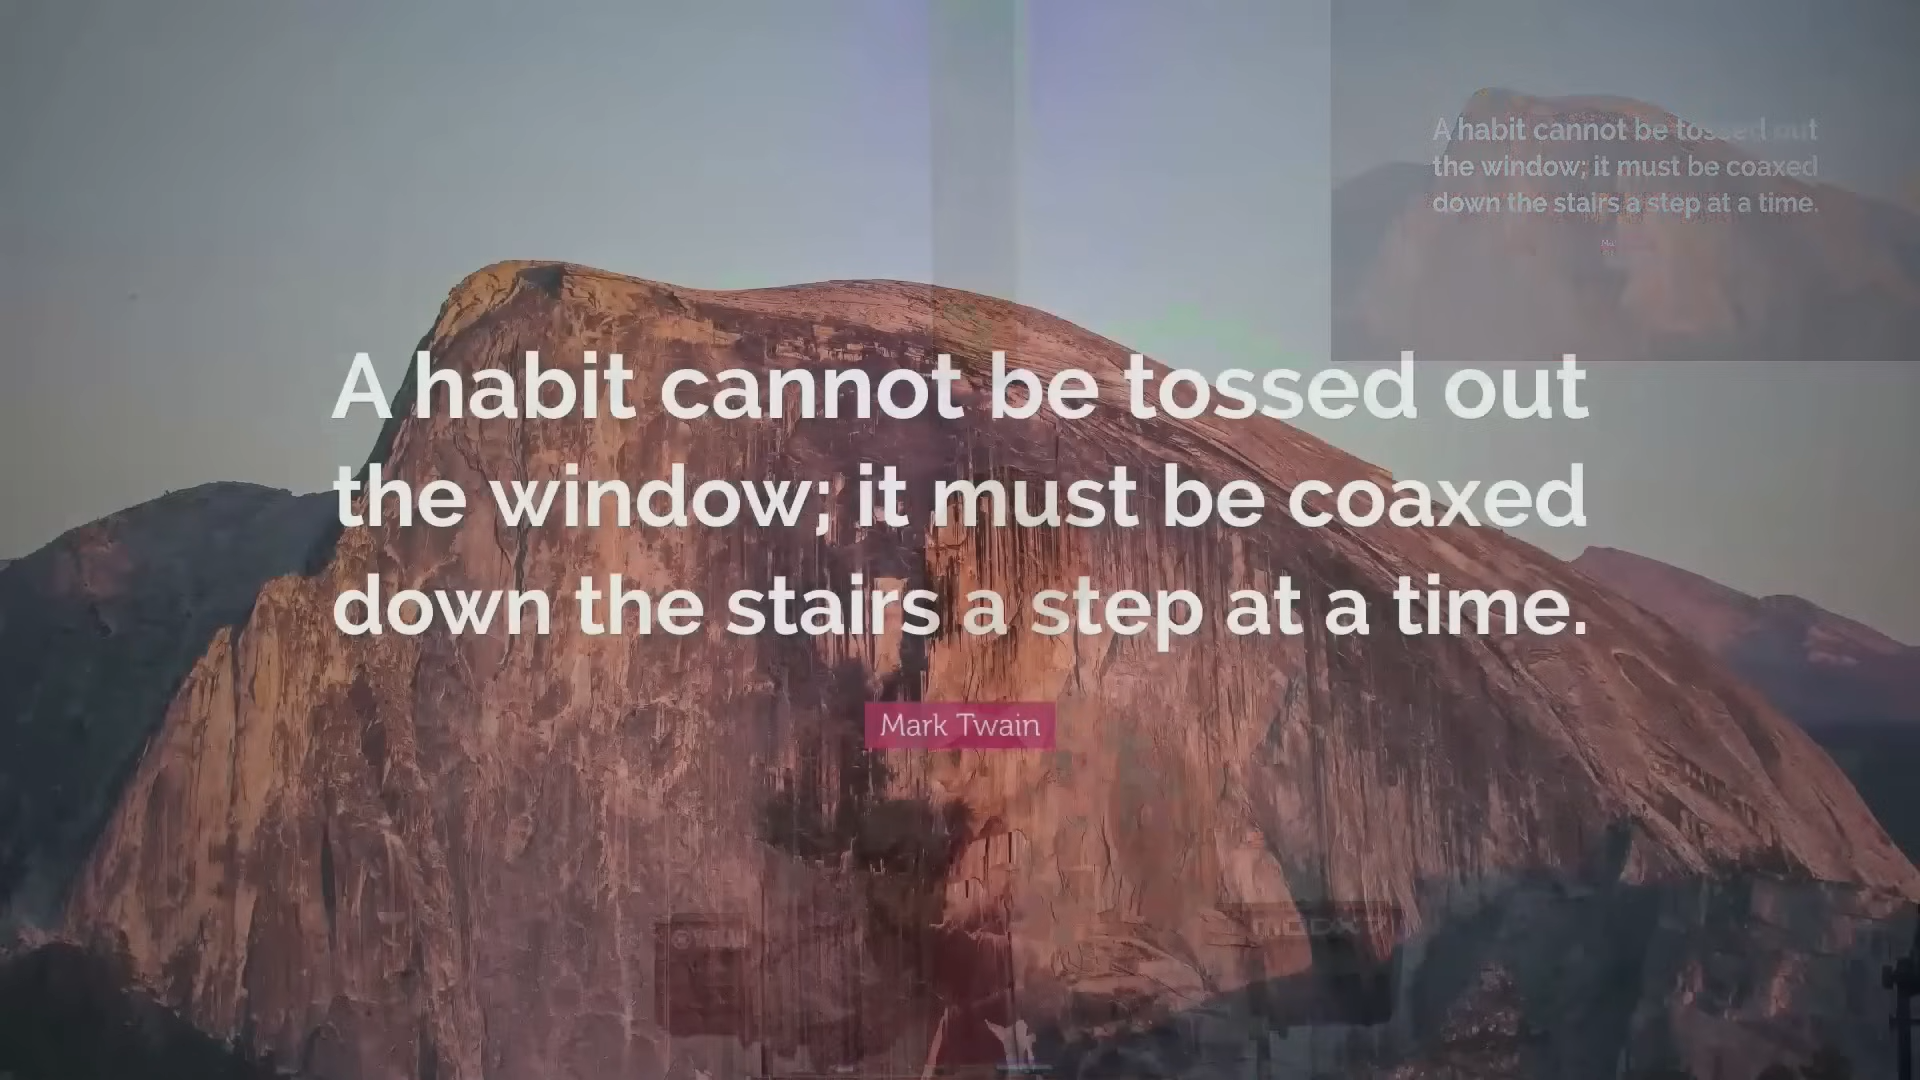 A habit cannot be tossed out
the window; it must be coaxed
down the stairs a step at a time.
Mark Twain
A habit cannot be tossed out
the window; it must be coaxed
down the stairs a step at a time.